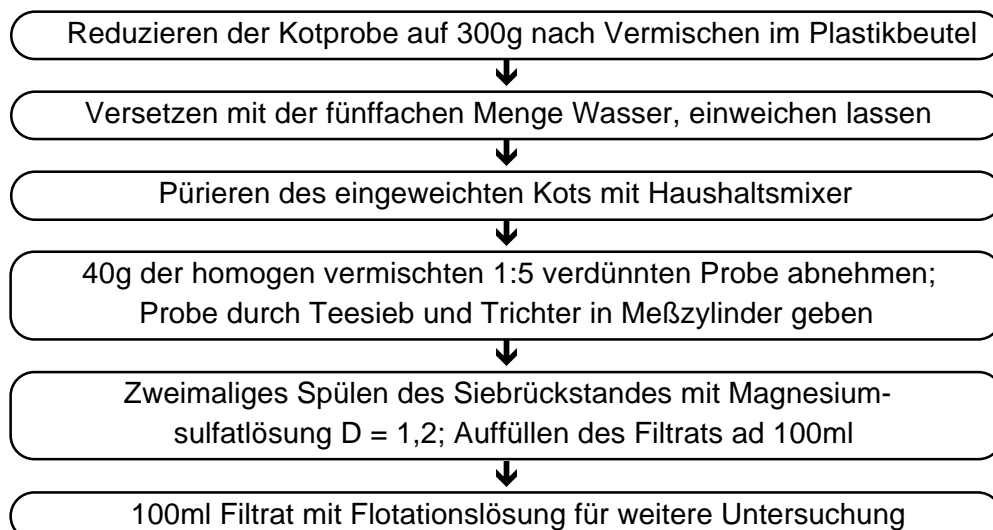 Reduzieren der Kotprobe auf 300g nach Vermischen im Plastikbeutel
Versetzen mit der fünffachen Menge Wasser, einweichen lassen
Pürieren des eingeweichten Kots mit Haushaltsmixer
40g der homogen vermischten 1:5 verdünnten Probe abnehmen;
Probe durch Teesieb und Trichter in Meßzylinder geben
Zweimaliges Spülen des Siebrückstandes mit Magnesium-
sulfatlösung D = 1,2; Auffüllen des Filtrats ad 100ml
100ml Filtrat mit Flotationslösung für weitere Untersuchung